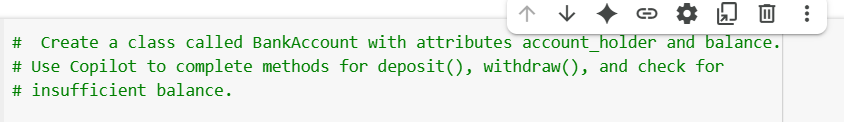 #  Create a class called BankAccount with attributes account_holder and balance.
# Use Copilot to complete methods for deposit(), withdraw(), and check for
# insufficient balance.